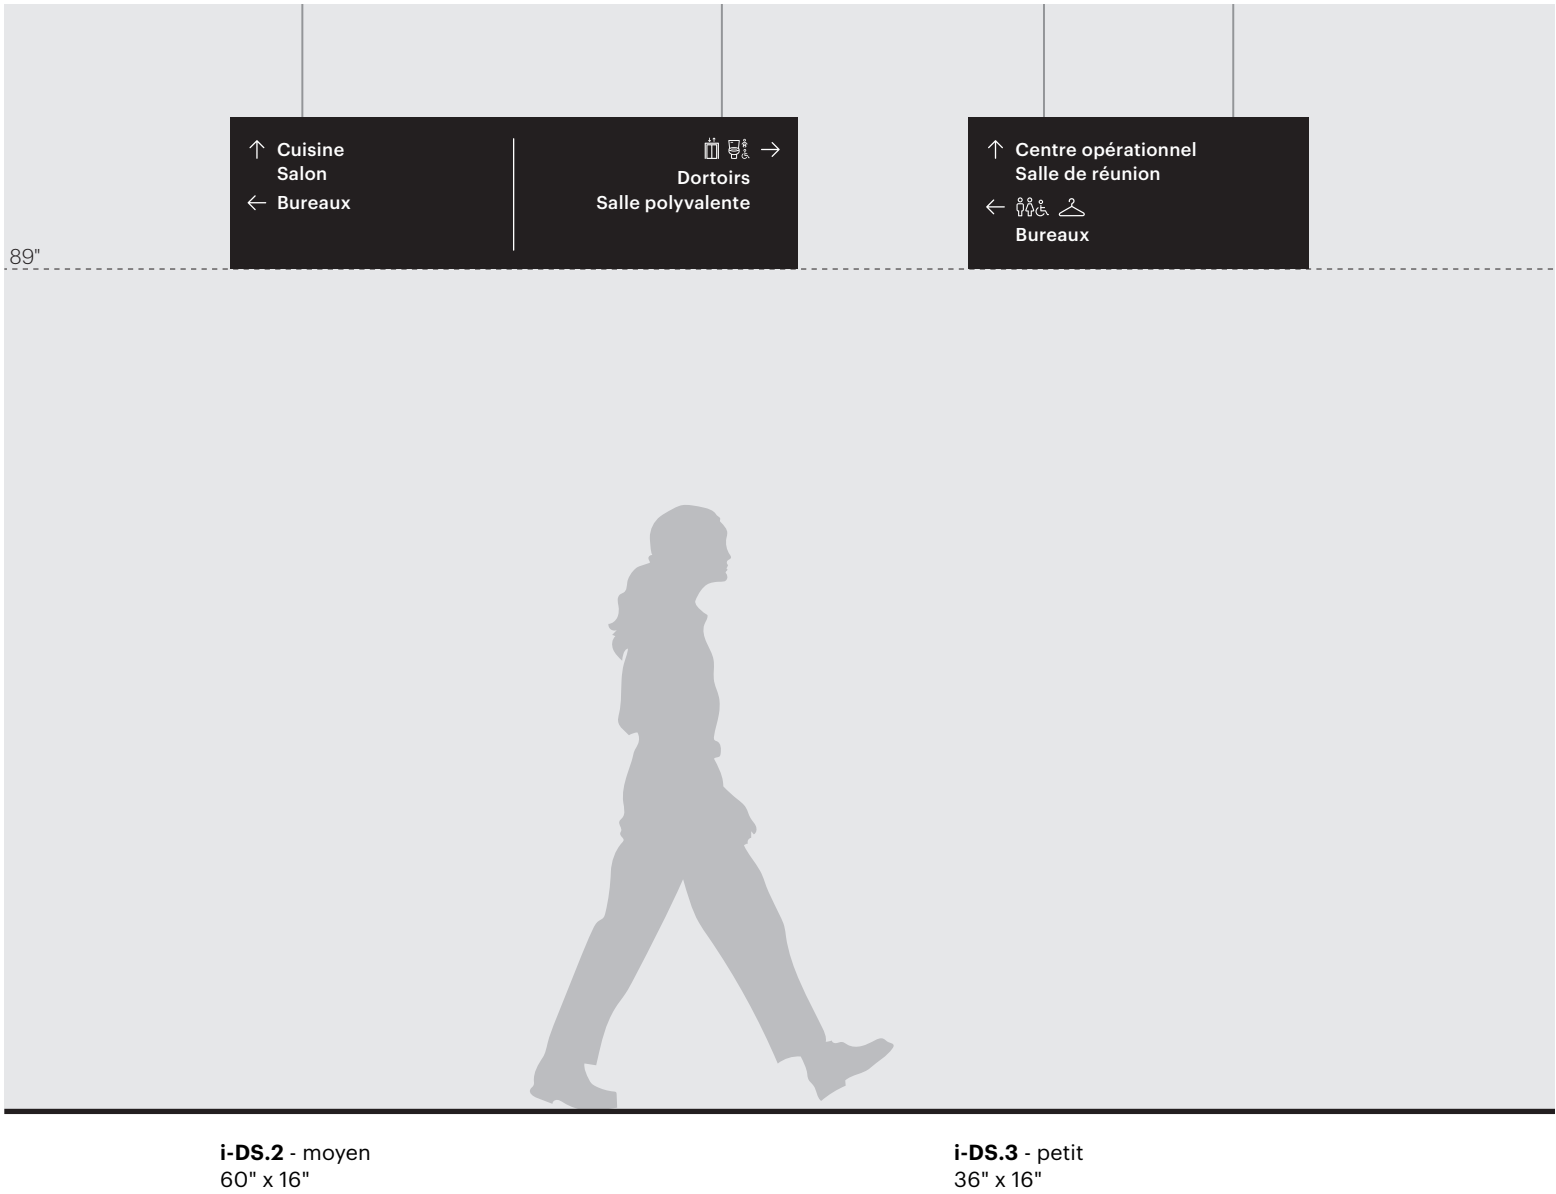 Cuisine
Salon
Bureaux
Dortoirs
Salle polyvalente
Centre opérationnel
Salle de réunion
Bureaux
89"
i-DS.2 - moyen
60" x 16"
i-DS.3 - petit
36" x 16"